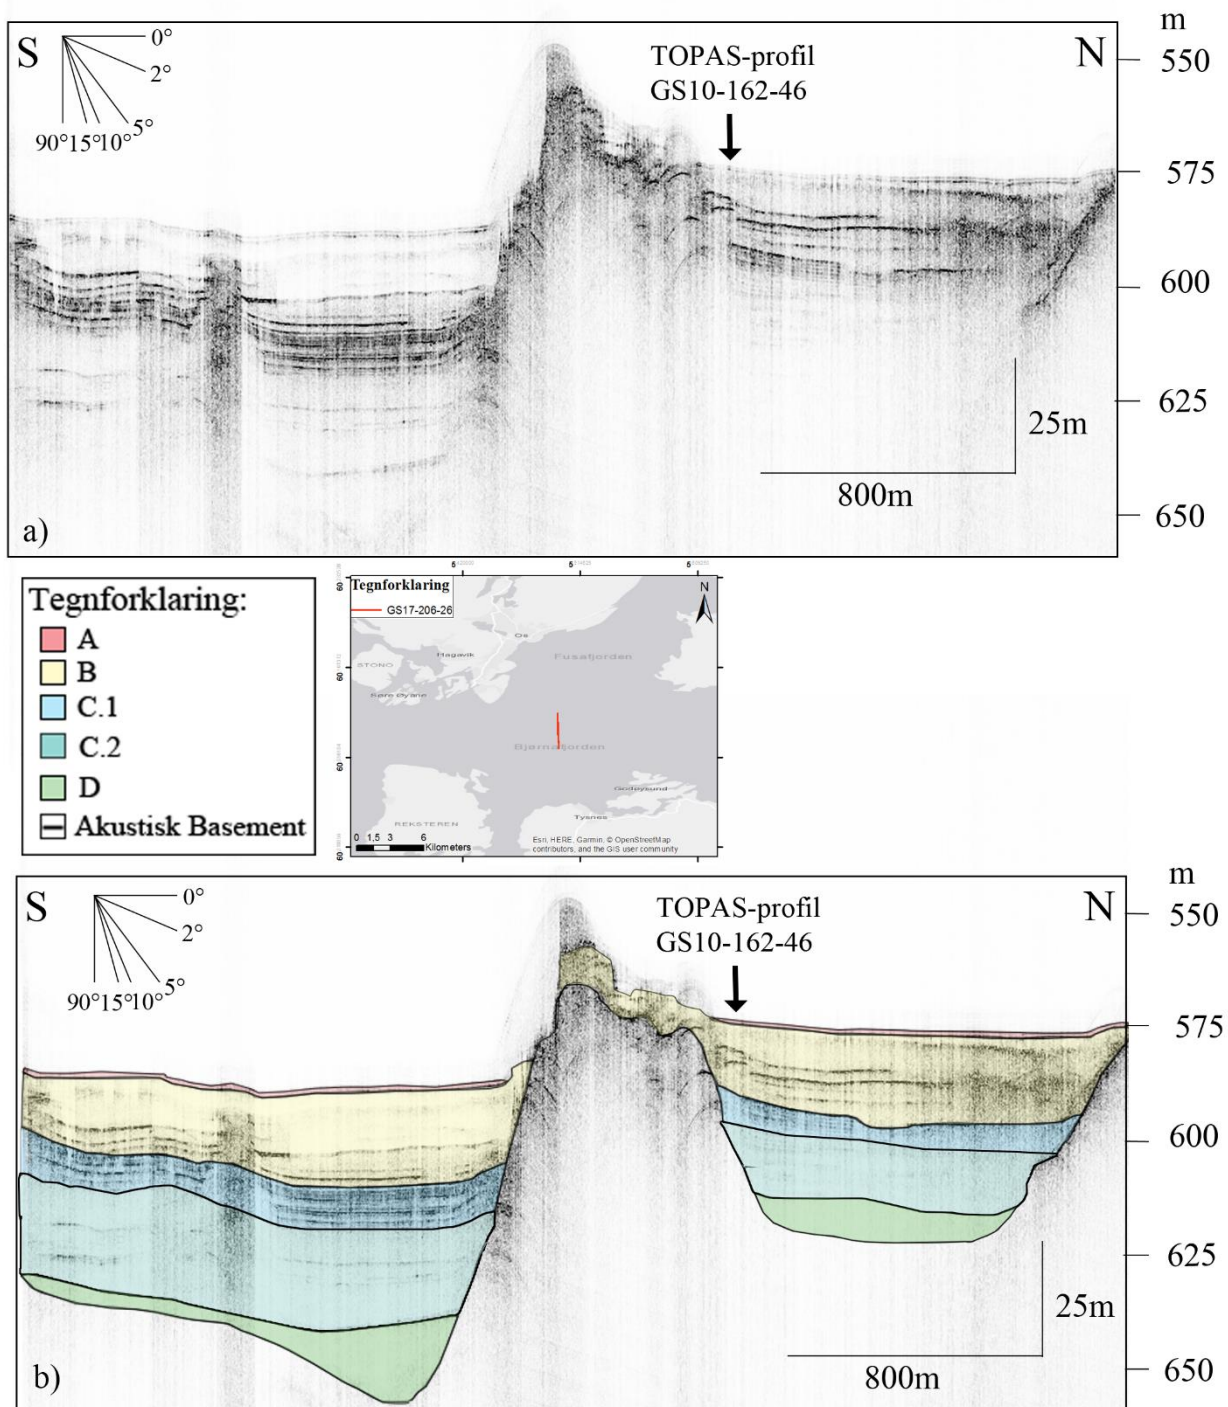 S
0°
2°
5°
90°15°10°
TOPAS-profil
GS10-162-46
N
m
550
575
600
625
650
25m
800m
a)
Tegnforklaring:
A
B
C.1
C.2
D
Akustisk Basement
Tegnforklaring
GS17-206-26
N
Os
Hagavik
Fusafjorden
STONO
Søre Øyane
Bjørnafjorden
Godøysund
Tysnes
REKSTEREN
0 1,5 3 6
Kilometers
Esri, HERE, Garmin, © OpenStreetMap
contributors, and the GIS user community
S
0°
2°
5°
90°15°10°
TOPAS-profil
GS10-162-46
N
m
550
575
600
625
650
25m
800m
b)